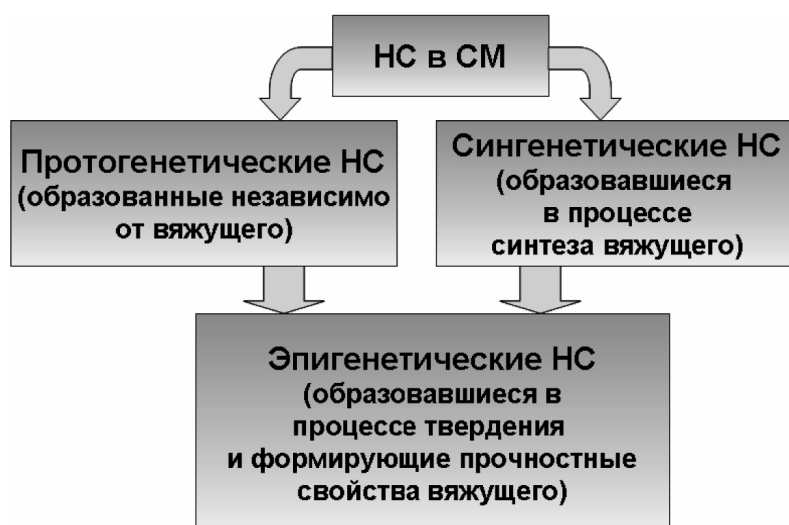 НС в СМ
Протогенетические НС
(образованные независимо
от вяжущего)
Сингенетические НС
(образовавшиеся
в процессе
синтеза вяжущего)
Эпигенетические НС
(образовавшиеся в
процессе твердения
и формирующие прочностные
свойства вяжущего)